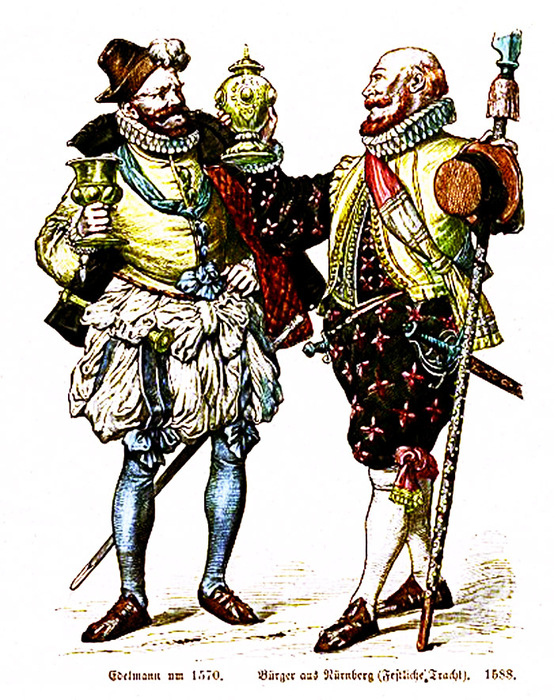 Edelmann um 1570. Bürger aus Nürnberg (Festliche Tracht). 1588.